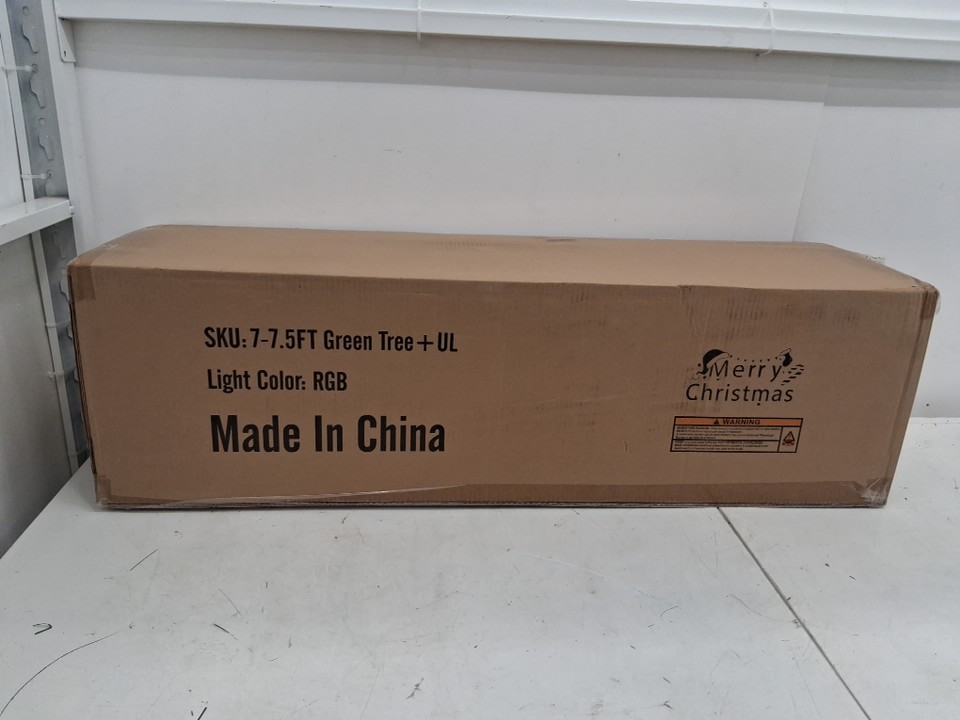 SKU: 7-7.5FT Green Tree+UL
Light Color: RGB
Made In China
Merry
Christmas
WARNING